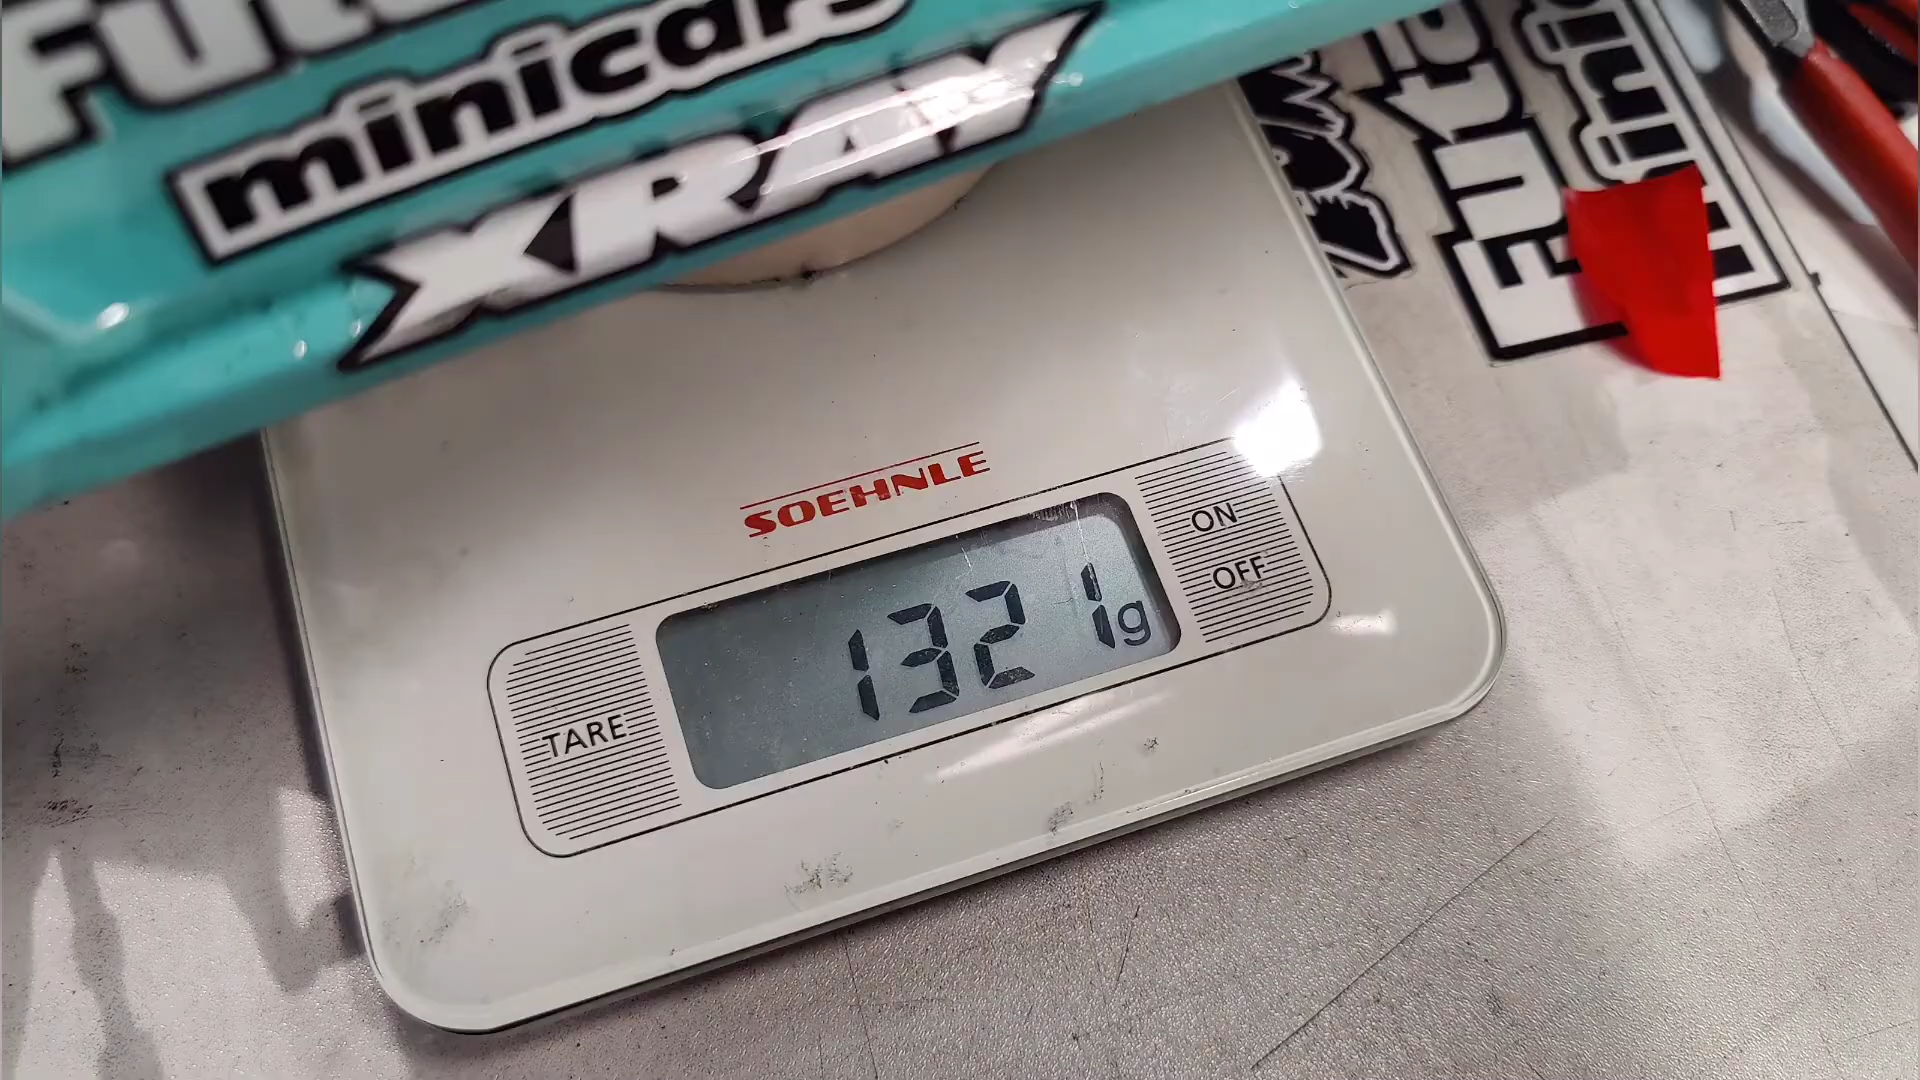 minicars
XRAY
SOEHNLE
ON
OFF
1321g
TARE